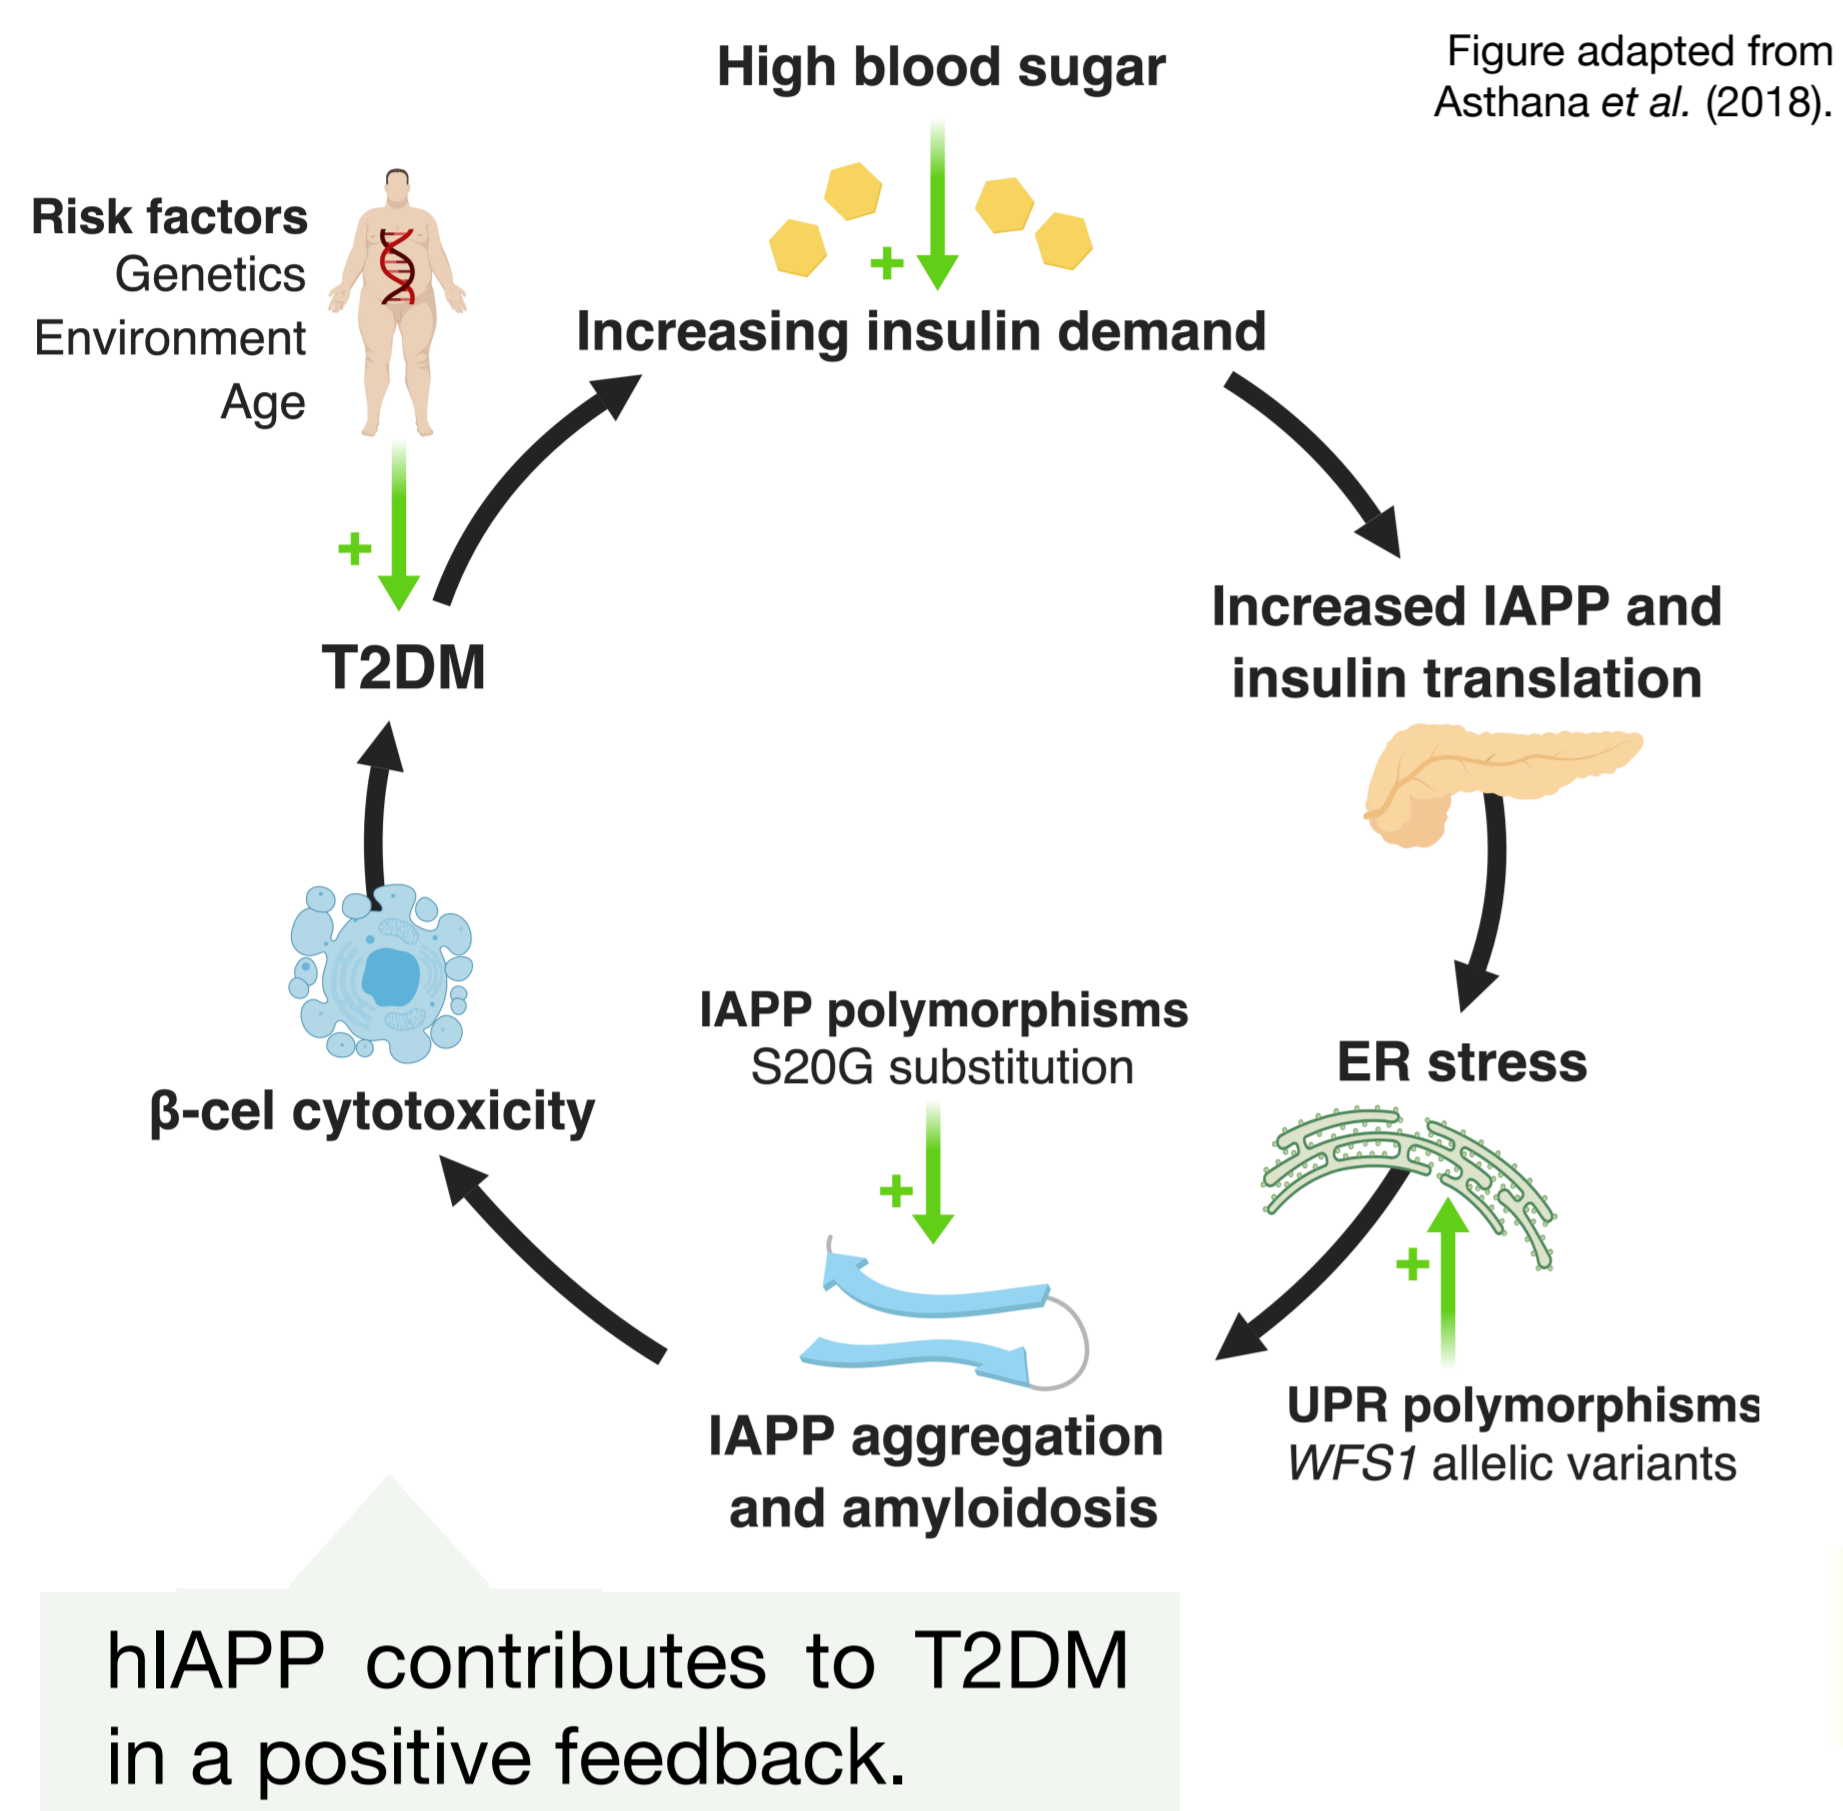 High blood sugar
Figure adapted from
Asthana et al. (2018).
Risk factors
Genetics
Environment
Age
+
Increasing insulin demand
+
T2DM
Increased IAPP and
insulin translation
IAPP polymorphisms
S20G substitution
+
ER stress
β-cel cytotoxicity
+
UPR polymorphisms
WFS1 allelic variants
IAPP aggregation
and amyloidosis
hIAPP contributes to T2DM
in a positive feedback.